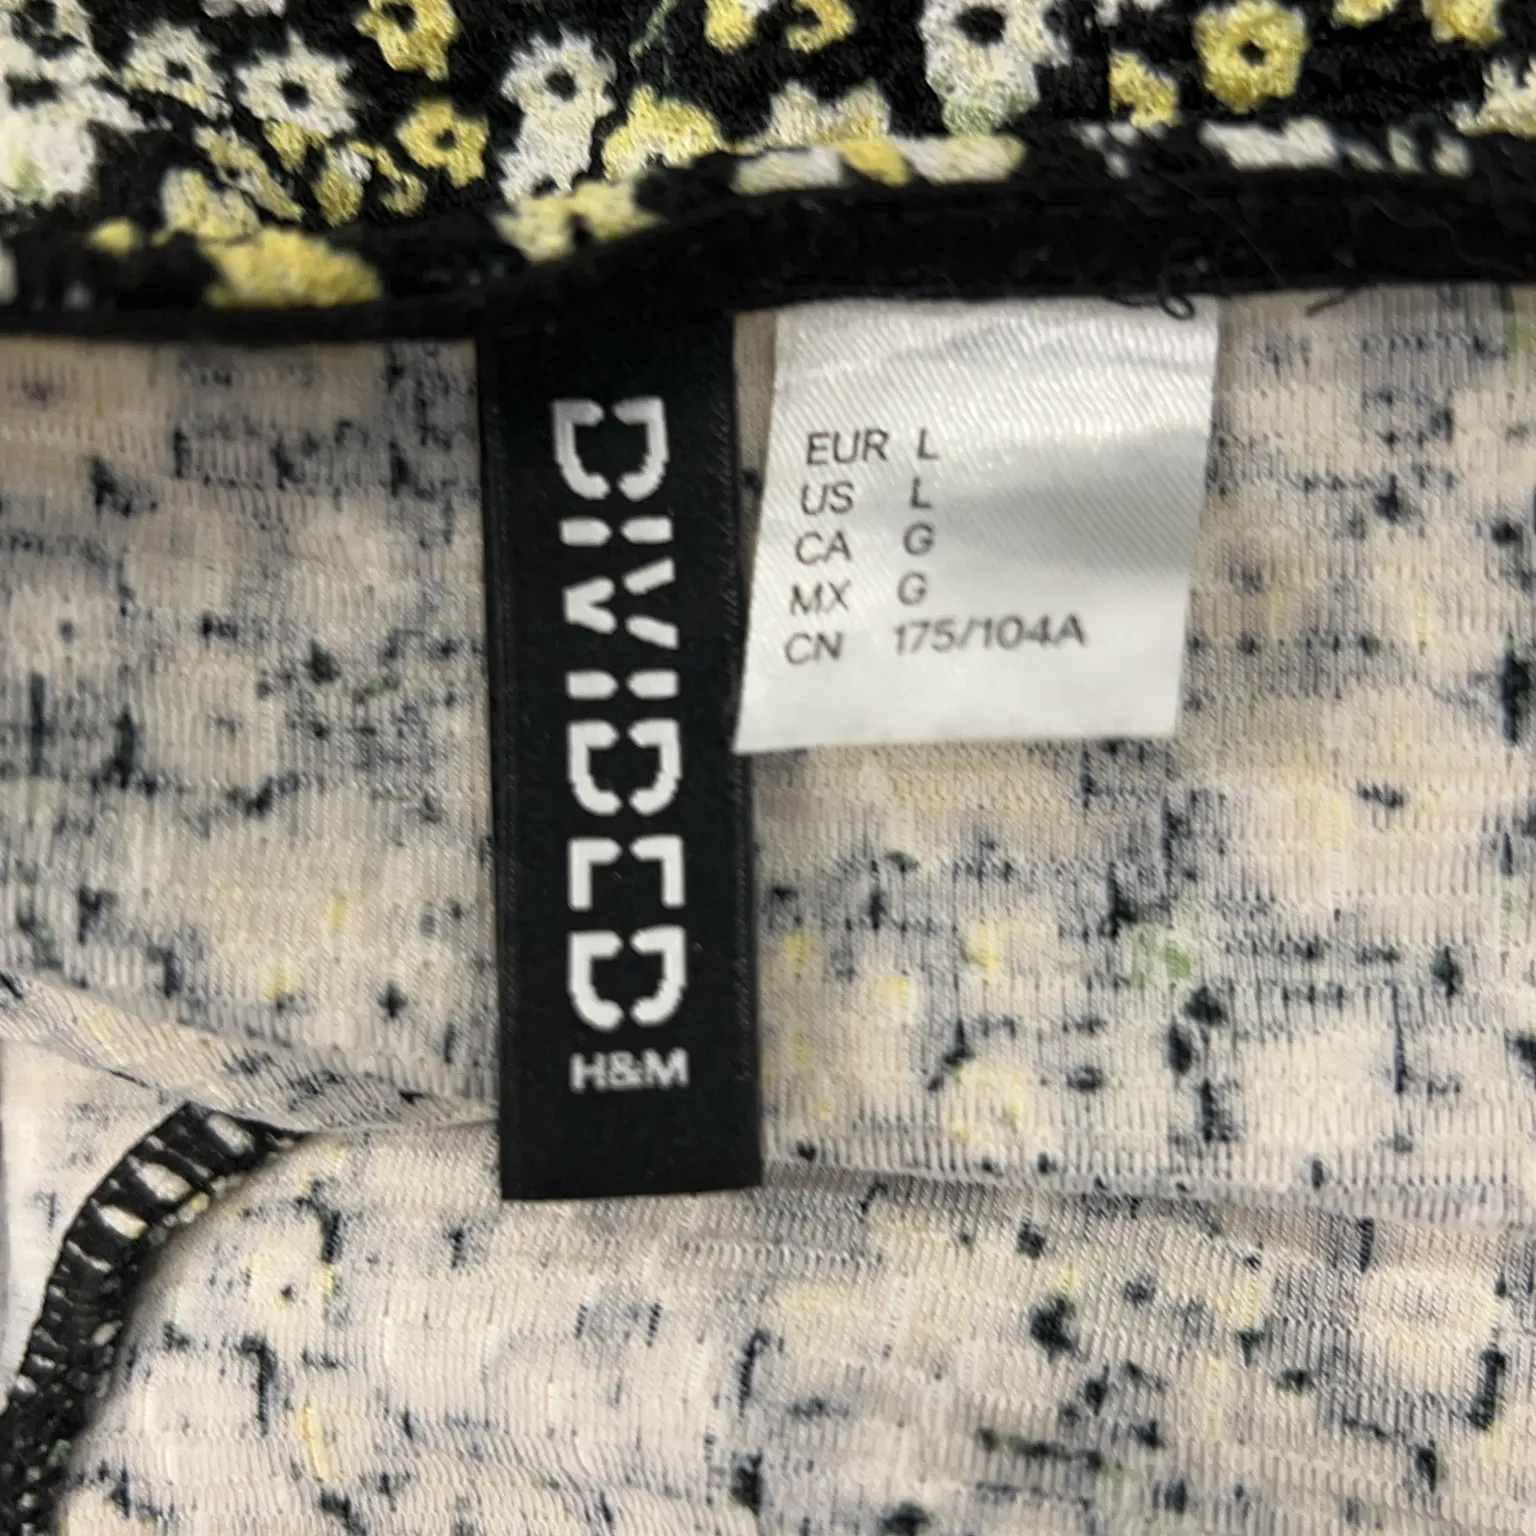 DIVIDED
H&M
EUR L
US L
CA G
MX G
CN 175/104A